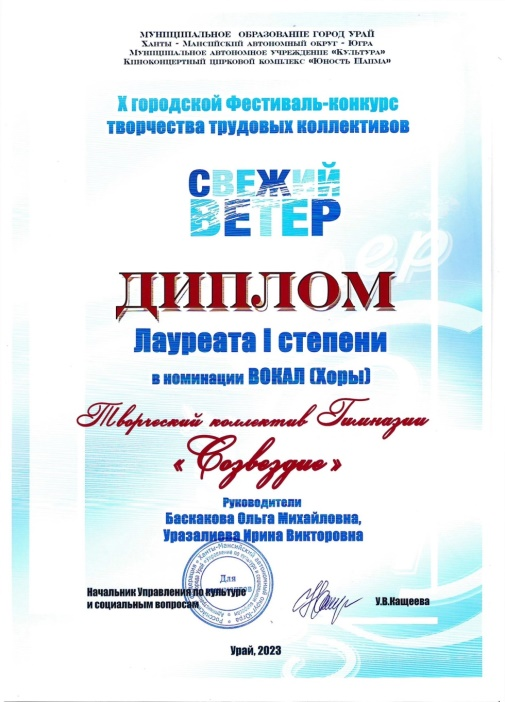 МУНИЦИПАЛЬНОЕ ОБРАЗОВАНИЕ ГОРОД УРАЙ
ХАНТЫ - МАНСИЙСКИЙ АВТОНОМНЫЙ ОКРУГ - ЮГРА
МУНИЦИПАЛЬНОЕ АВТОНОМНОЕ УЧРЕЖДЕНИЕ «КУЛЬТУРА»
КИНОКОНЦЕРТНЫЙ ЦИРКОВОЙ КОМПЛЕКС «ЮНОСТЬ ШАИМА»
X городской Фестиваль-конкурс
творчества трудовых коллективов
СВЕЖИЙ
ВЕТЕР
ДИПЛОМ
Лауреата I степени
в номинации ВОКАЛ (Хоры)
Творческий коллектив Гимназии
«Созвездие»
Руководители
Баскакова Ольга Михайловна,
Уразалиева Ирина Викторовна
Для
Начальник Управления по культуре
и социальным вопросам
У.В.Кащеева
Урай, 2023